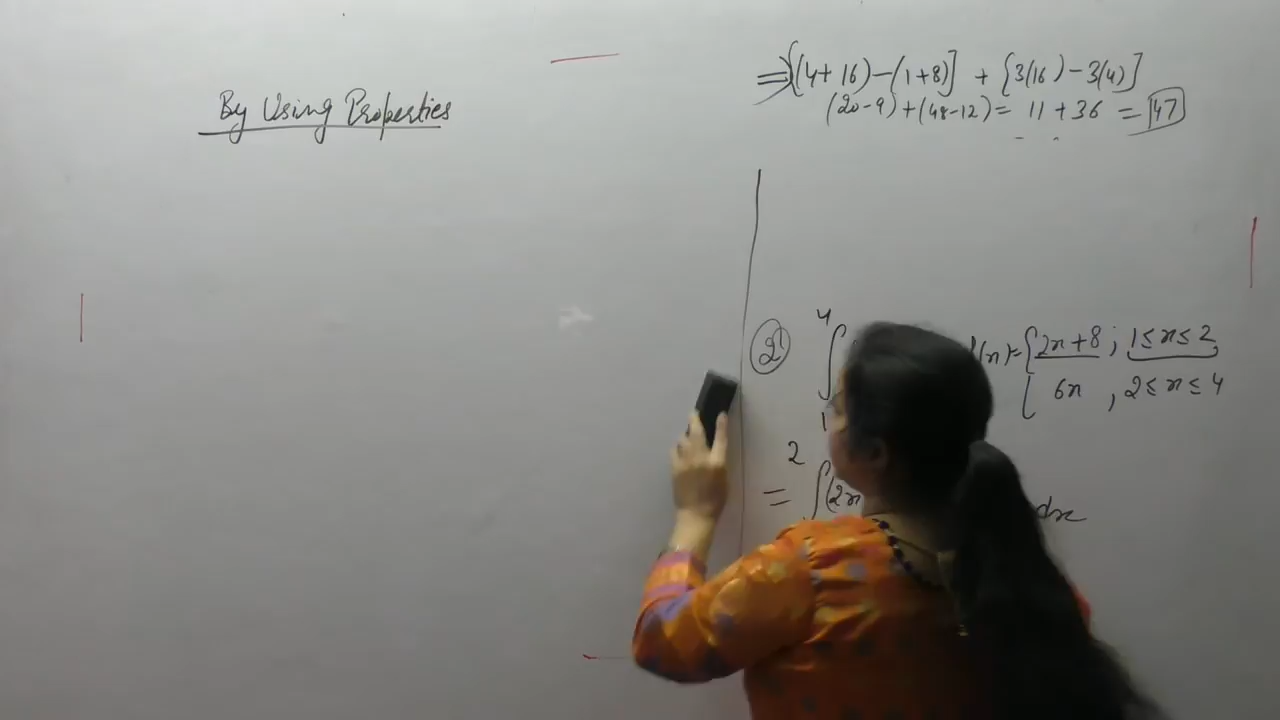 By Using Properties
⇒ [(4+16)-(1+8)] + [3(16)-3(4)]
(20-9)+(48-12)= 11+36 = 47
② ∫ 4 1 (x)= { 2x+8 ; 1≤x≤2
6x , 2≤x≤4
= ∫ 2 (2x dx